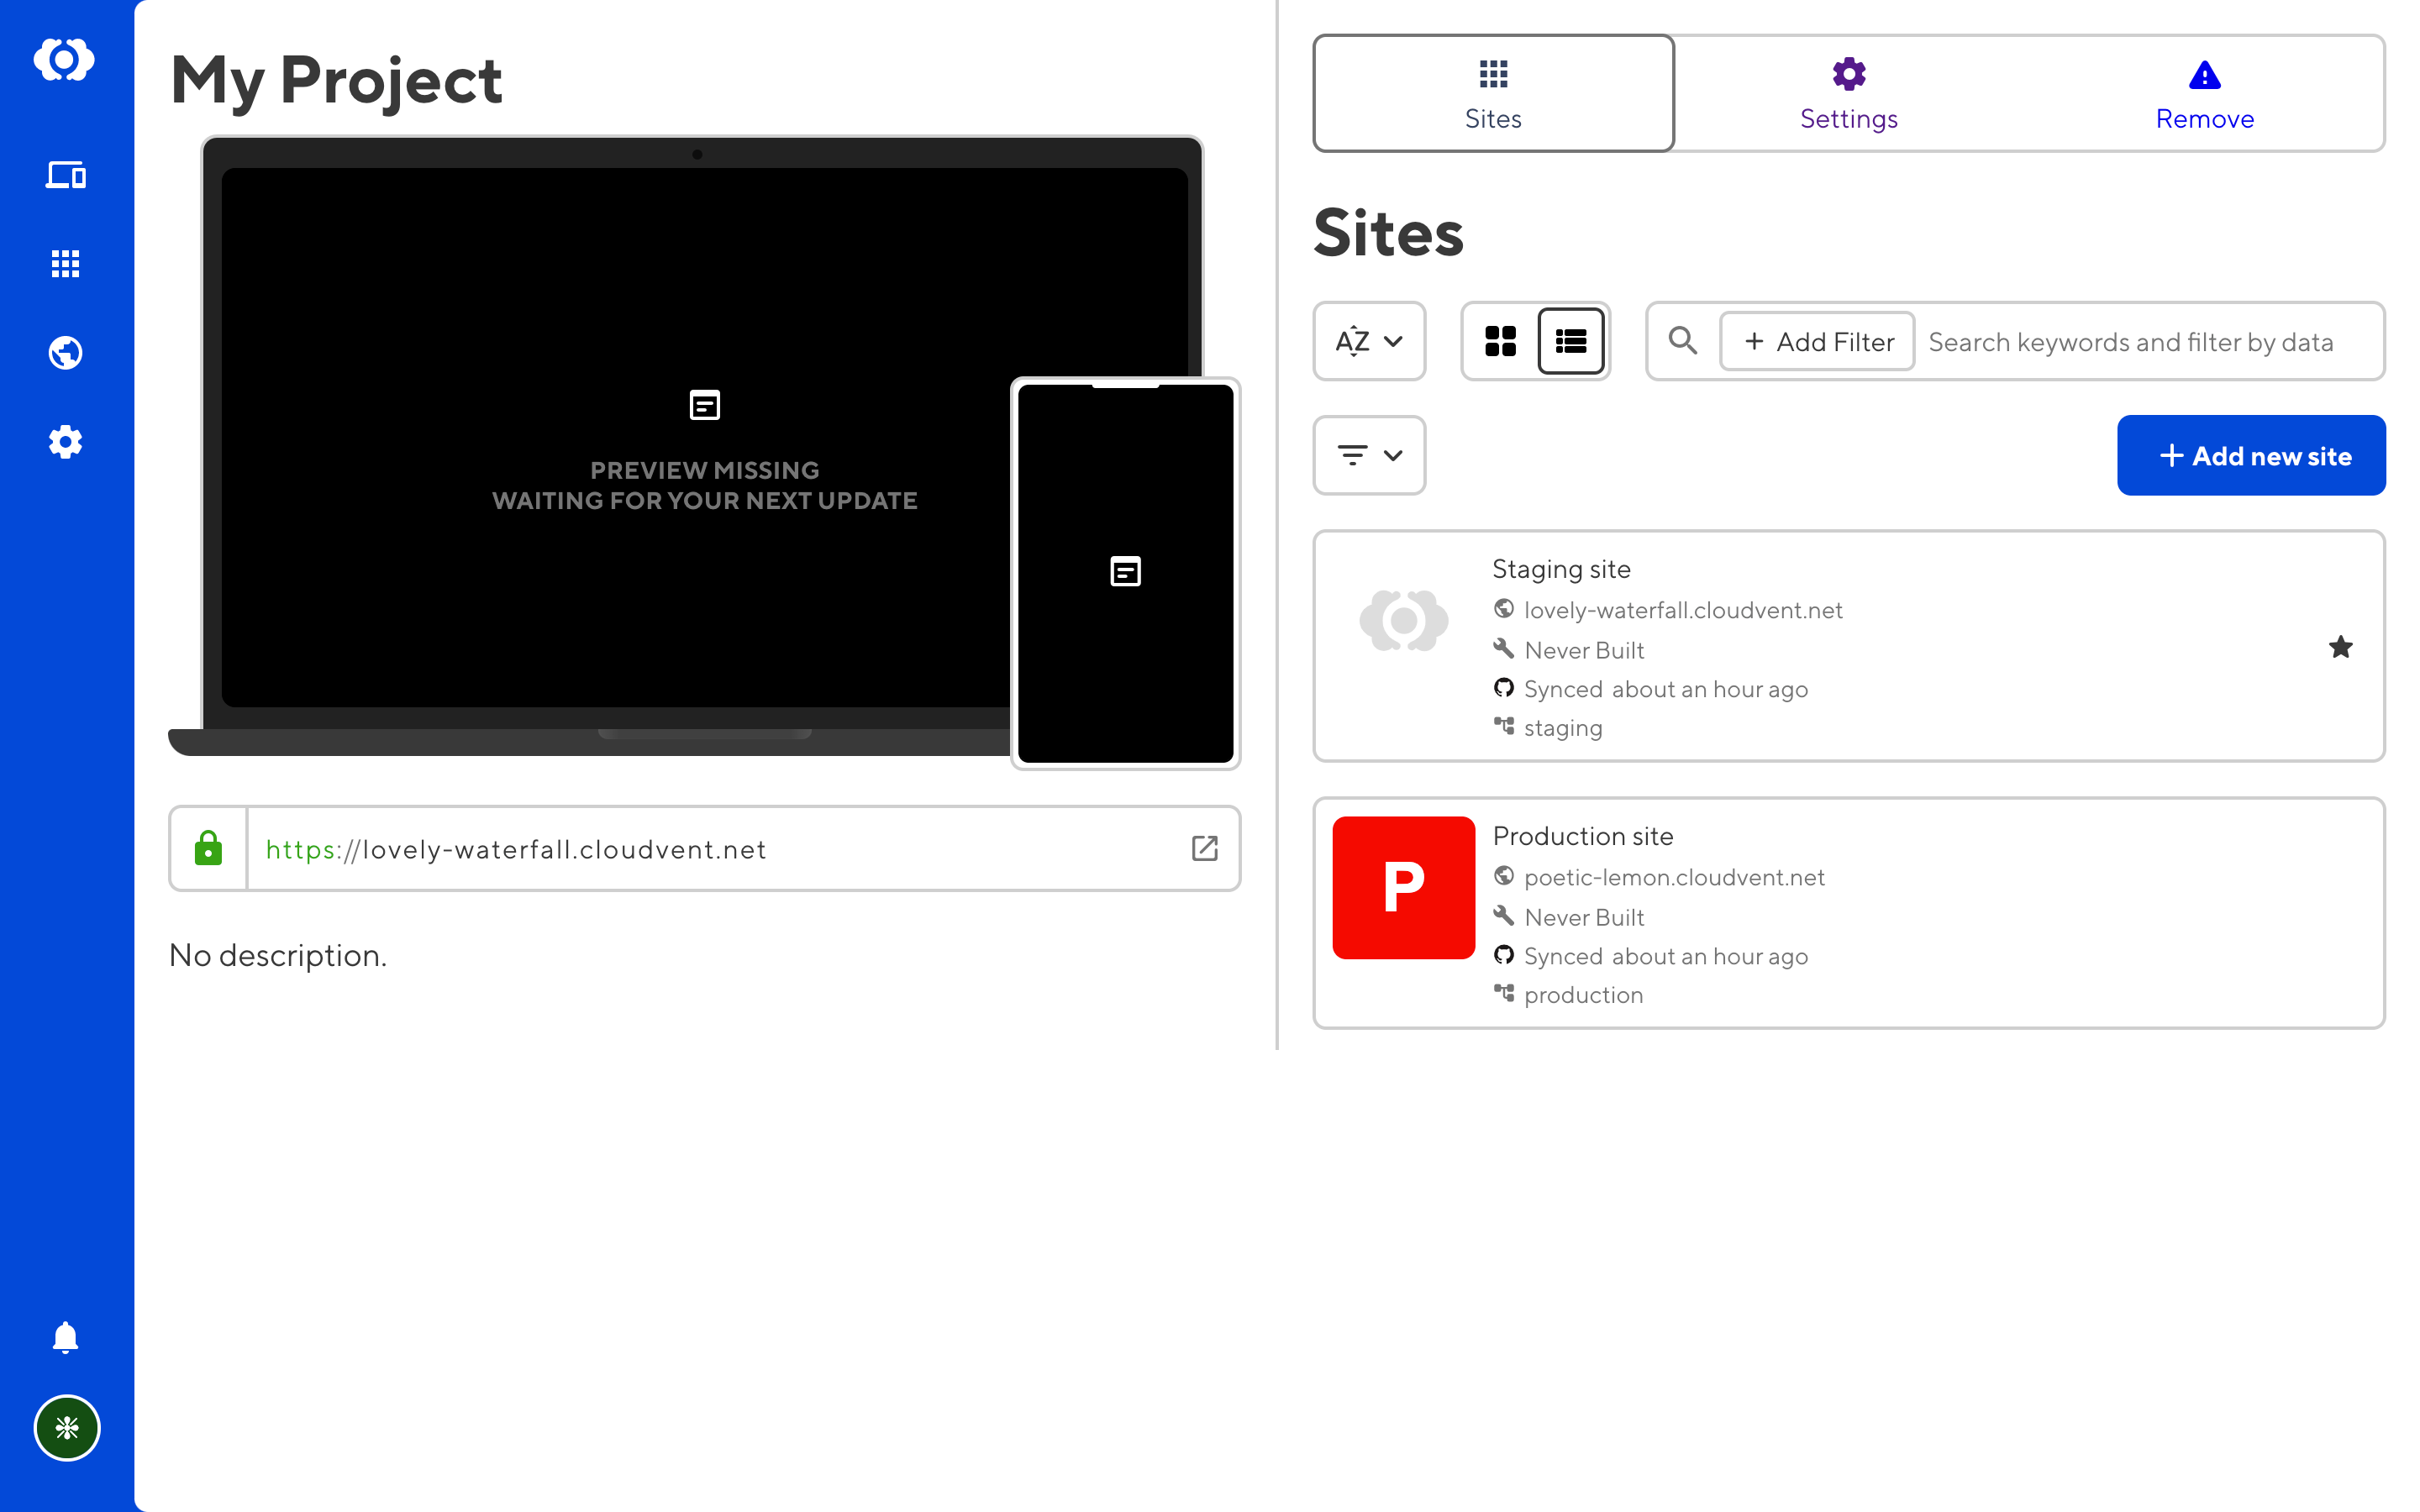 My Project
PREVIEW MISSING
WAITING FOR YOUR NEXT UPDATE
https://lovely-waterfall.cloudvent.net
No description.
Sites
Settings
Remove
Sites
AZ
Add Filter
Search keywords and filter by data
Add new site
Staging site
lovely-waterfall.cloudvent.net
Never Built
Synced about an hour ago
staging
P
Production site
poetic-lemon.cloudvent.net
Never Built
Synced about an hour ago
production